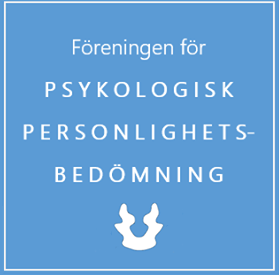 Föreningen för
PSYKOLOGISK
PERSONLIGHETS-
BEDÖMNING